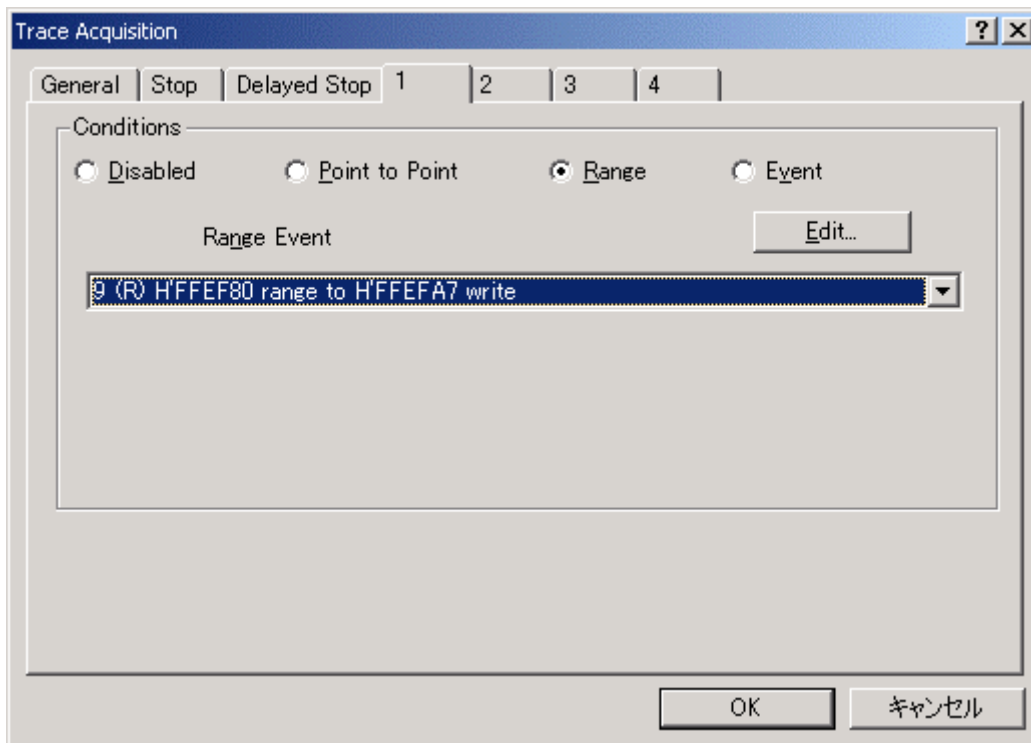 Trace Acquisition
General Stop Delayed Stop 1 2 3 4
Conditions
Disabled Point to Point Range Event
Range Event Edit...
9 (R) H'FFEF80 range to H'FFEFA7 write
OK キャンセル